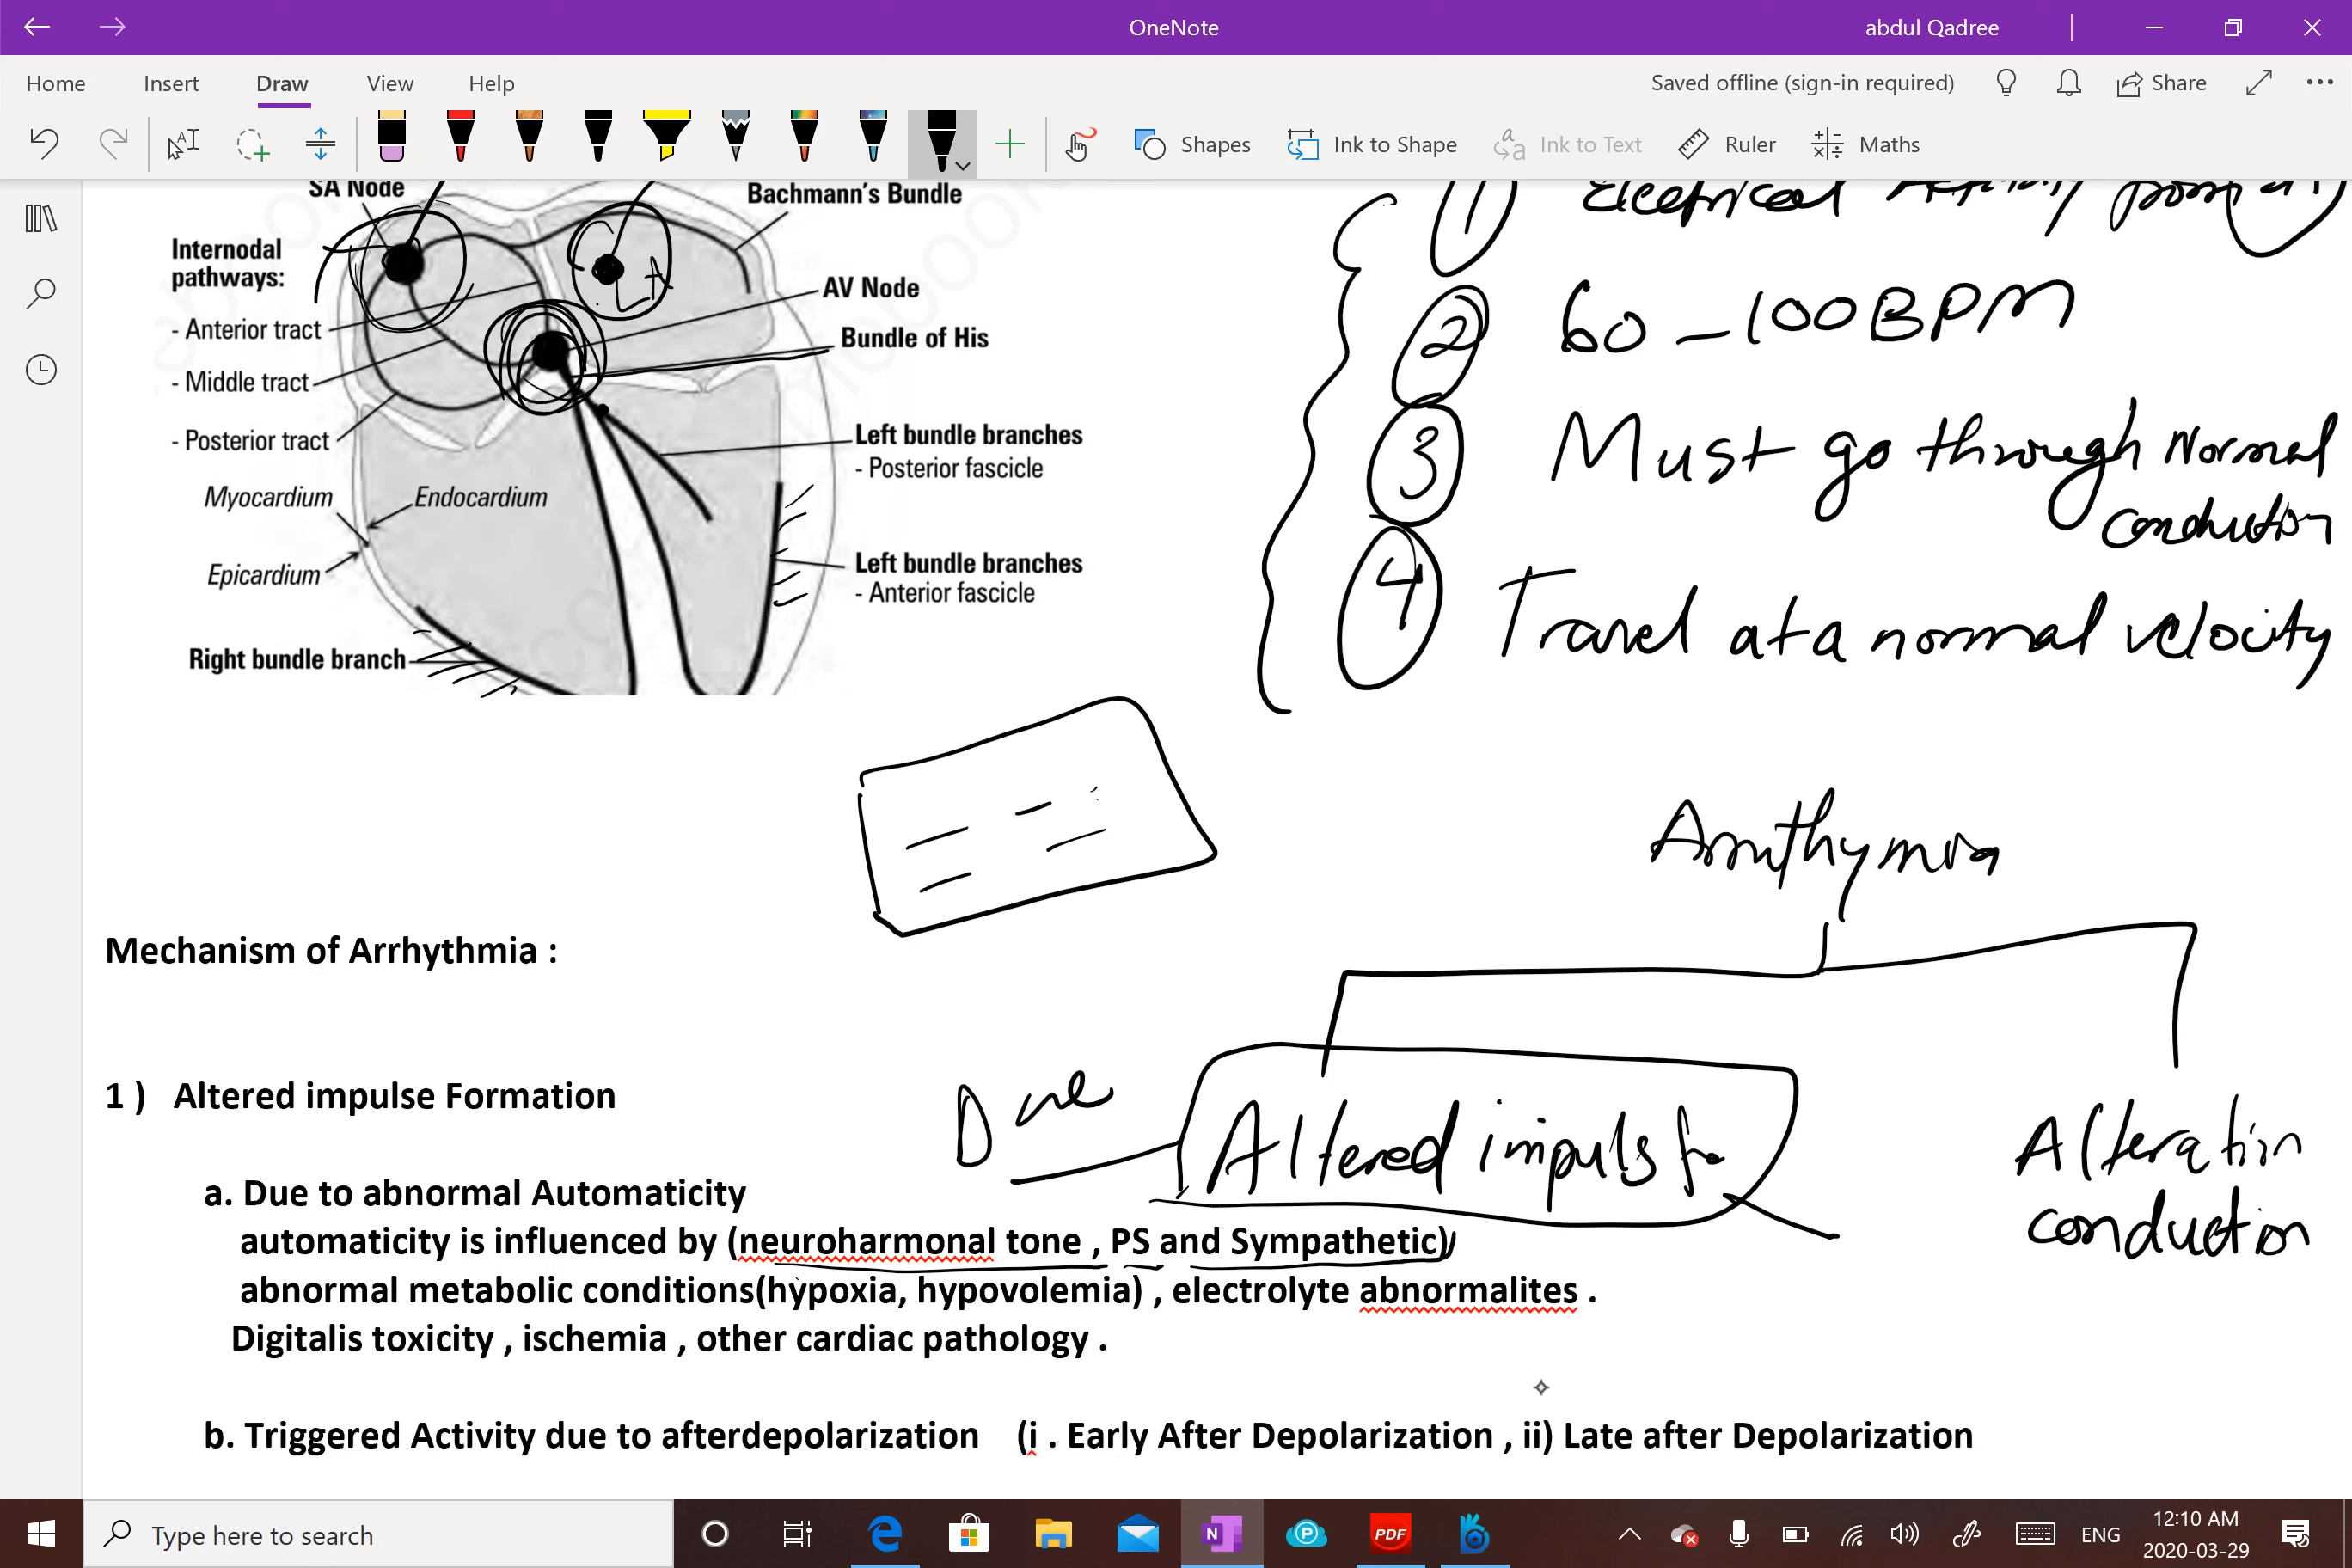 OneNote
abdul Qadree
Home Insert Draw View Help
Saved offline (sign-in required) Share
Shapes Ink to Shape Ink to Text Ruler Maths
SA Node
Bachmann's Bundle
Internodal
pathways:
- Anterior tract
- Middle tract
- Posterior tract
Myocardium
Endocardium
Epicardium
Right bundle branch
LA
AV Node
Bundle of His
Left bundle branches
- Posterior fascicle
Left bundle branches
- Anterior fascicle
1 Electrical
2 60 - 100 BPM
3 Must go through Normal
conduction
4 Travel at a normal velocity
Mechanism of Arrhythmia :
Alteration
conduction
Altered impuls fo
1 ) Altered impulse Formation
a. Due to abnormal Automaticity
automaticity is influenced by (neuroharmonal tone , PS and Sympathetic)
abnormal metabolic conditions(hypoxia, hypovolemia) , electrolyte abnormalites .
Digitalis toxicity , ischemia , other cardiac pathology .
b. Triggered Activity due to afterdepolarization (i . Early After Depolarization , ii) Late after Depolarization
Type here to search
PDF
ENG
12:10 AM
2020-03-29